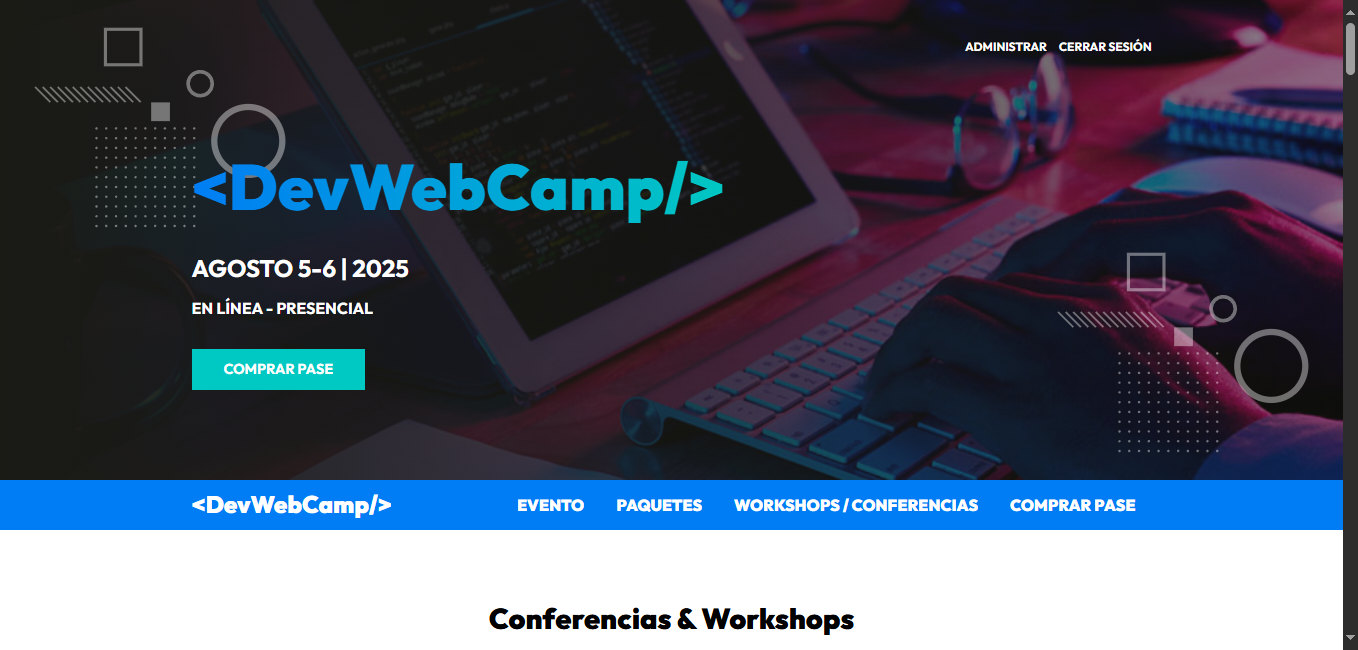 ADMINISTRAR CERRAR SESIÓN
<DevWebCamp/>
AGOSTO 5-6 | 2025
EN LÍNEA - PRESENCIAL
COMPRAR PASE
<DevWebCamp/> EVENTO PAQUETES WORKSHOPS / CONFERENCIAS COMPRAR PASE
Conferencias & Workshops